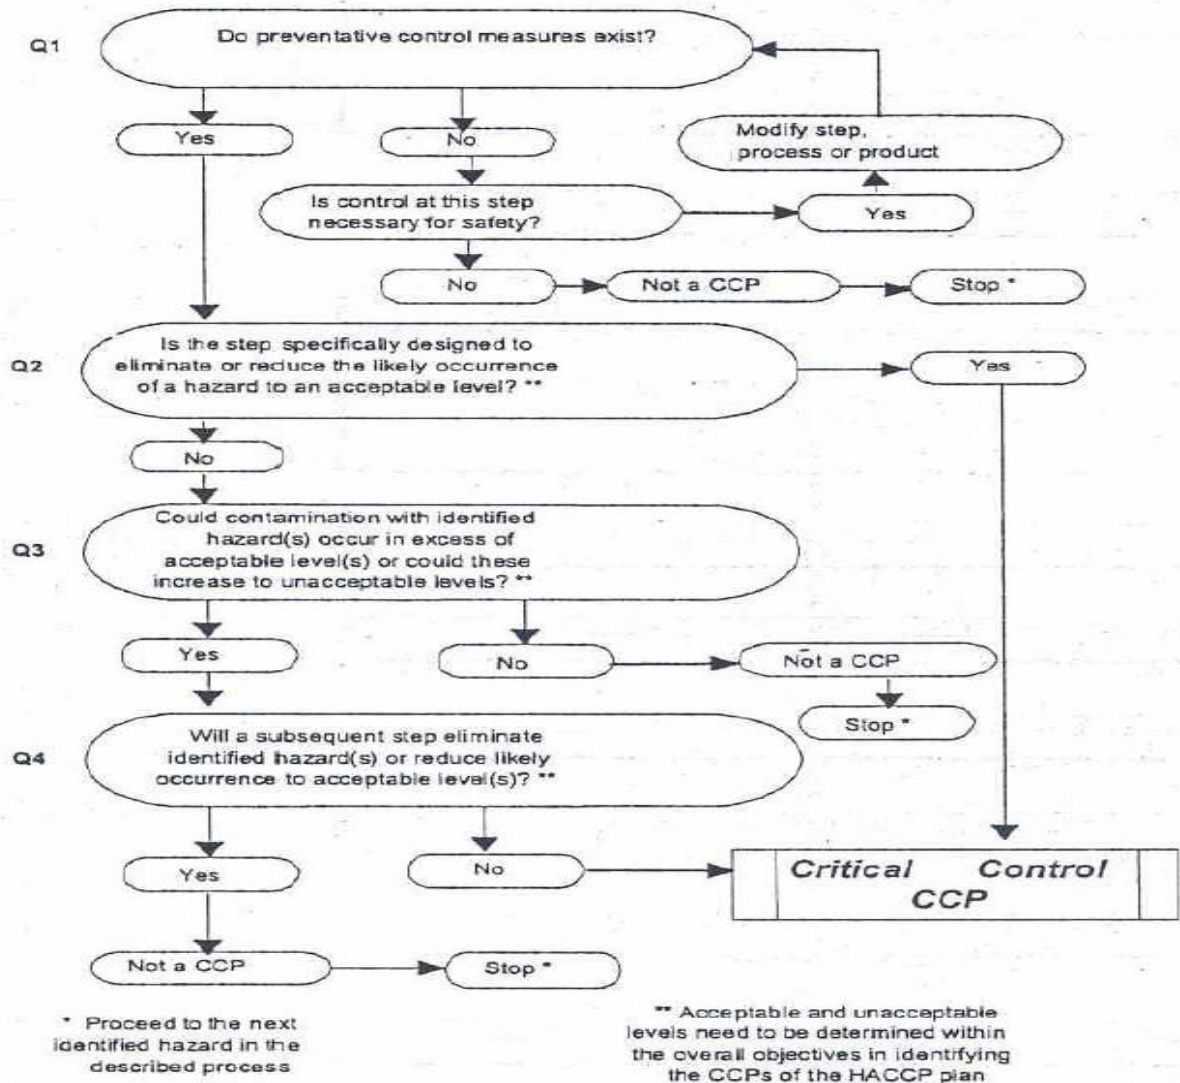 Q1
Do preventative control measures exist?
Yes
No
Modify step,
process or product
Is control at this step
necessary for safety?
Yes
No
Not a CCP
Stop *
Q2
Is the step specifically designed to
eliminate or reduce the likely occurrence
of a hazard to an acceptable level? **
Yes
No
Q3
Could contamination with identified
hazard(s) occur in excess of
acceptable level(s) or could these
increase to unacceptable levels? **
Yes
No
Not a CCP
Stop *
Q4
Will a subsequent step eliminate
identified hazard(s) or reduce likely
occurrence to acceptable level(s)? **
Yes
No
Critical Control
CCP
Not a CCP
Stop *
* Proceed to the next
identified hazard in the
described process
** Acceptable and unacceptable
levels need to be determined within
the overall objectives in identifying
the CCPs of the HACCP plan